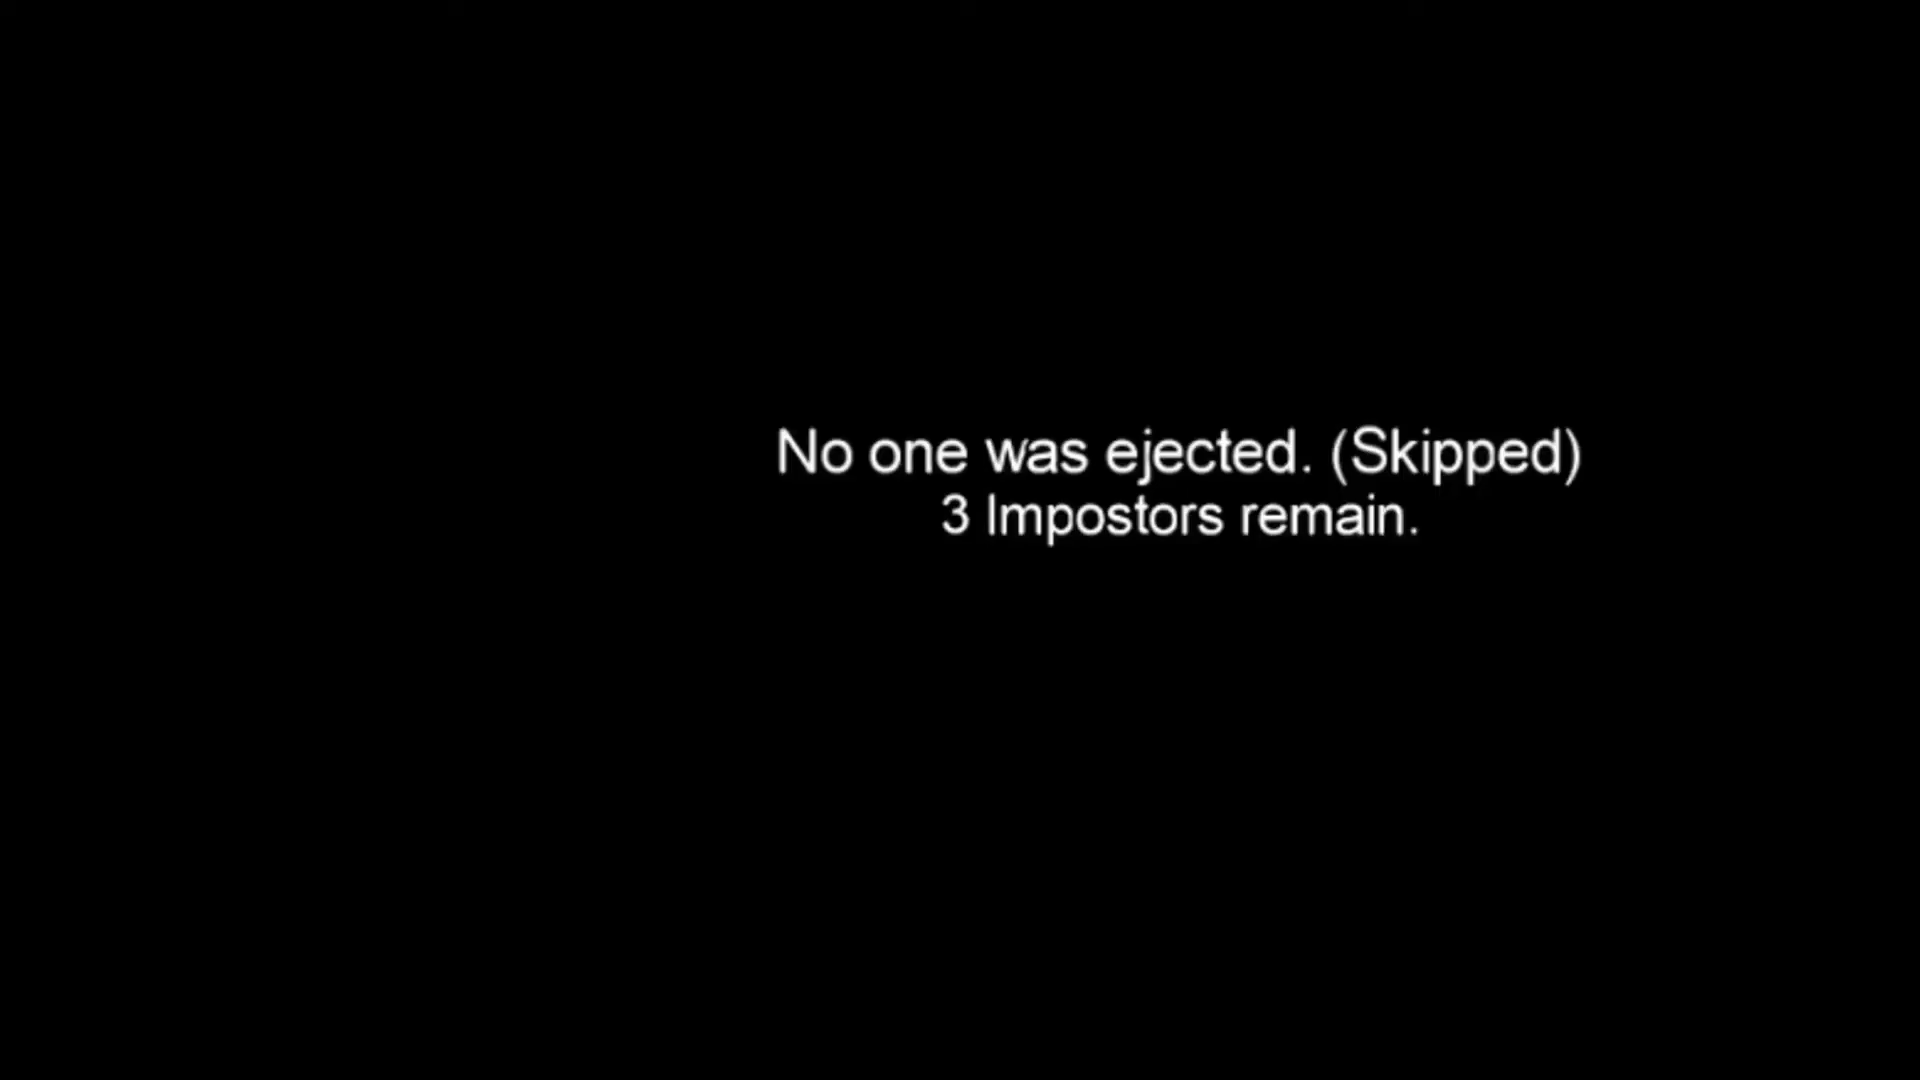 No one was ejected. (Skipped)
3 Impostors remain.